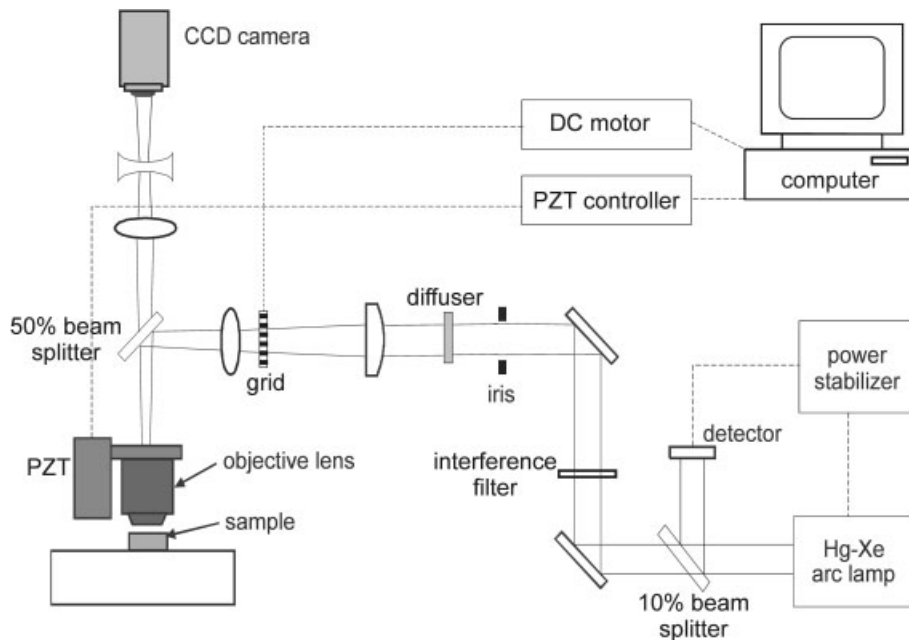 CCD camera
DC motor
computer
PZT controller
50% beam
splitter
diffuser
grid
iris
power
stabilizer
detector
PZT
objective lens
interference
filter
sample
Hg-Xe
arc lamp
10% beam
splitter